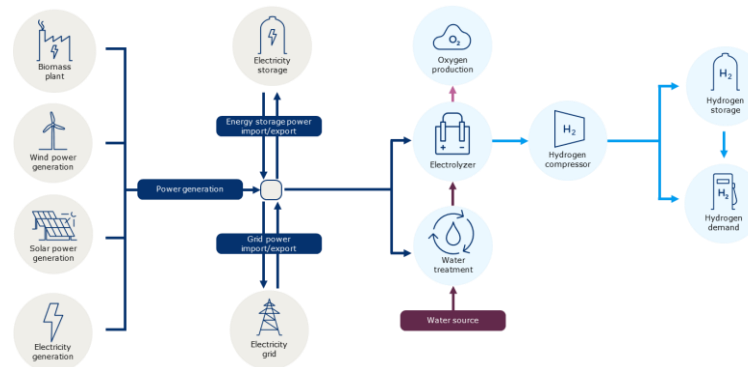 Biomass
plant
Wind power
generation
Solar power
generation
Electricity
generation
Power generation
Electricity
storage
Energy storage power
import/export
Grid power
import/export
Electricity
grid
O2
Oxygen
production
+
Electrolyzer
Water
treatment
Water source
H2
Hydrogen
compressor
H2
Hydrogen
storage
H2
Hydrogen
demand